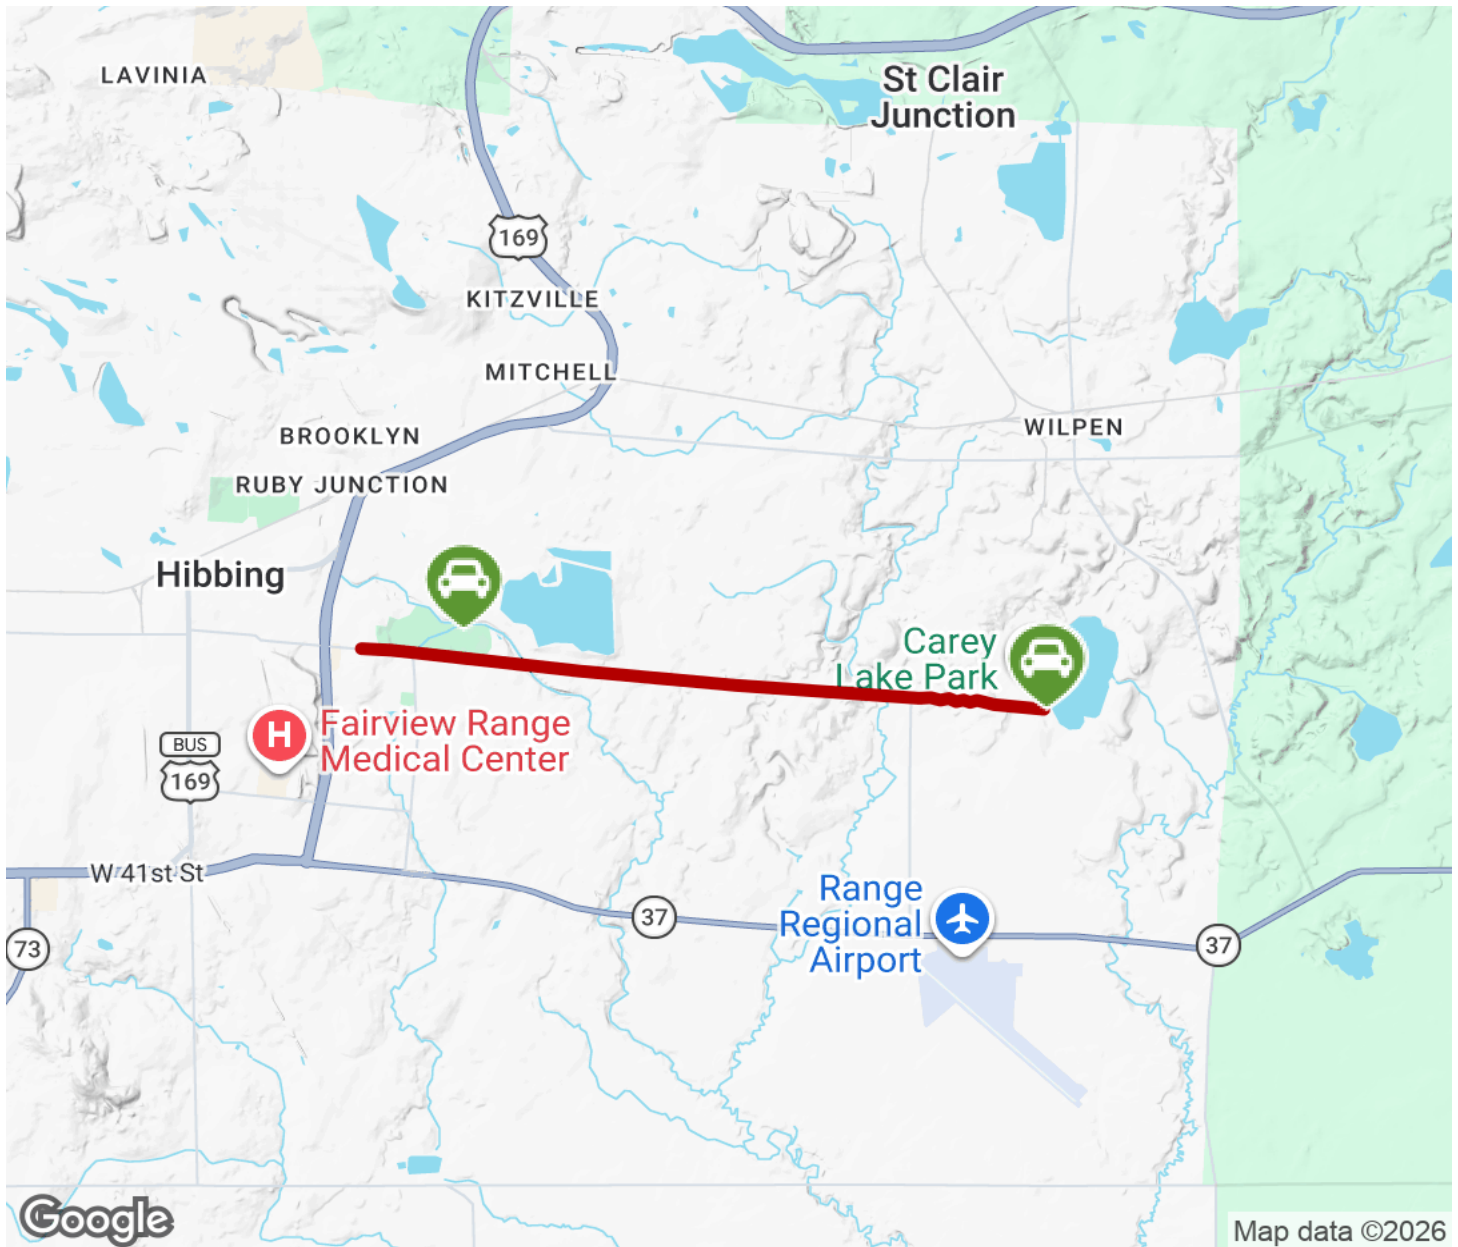 LAVINIA
St Clair
Junction
169
KITZVILLE
MITCHELL
BROOKLYN
WILPEN
RUBY JUNCTION
Hibbing
Carey
Lake Park
H
Fairview Range
Medical Center
BUS
169
W 41st St
Range
Regional
Airport
37
37
73
Google
Map data ©2026